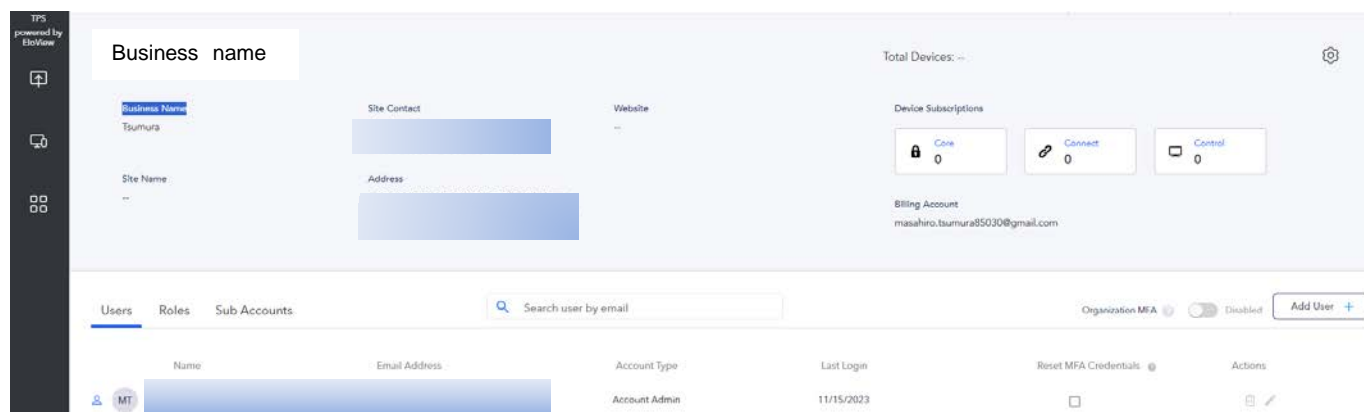 TPS
powered by
EloView
Business name
Total Devices: --
Business Name
Tsumura
Site Contact
Website
--
Device Subscriptions
Core
0
Connect
0
Control
0
Site Name
--
Address
Billing Account
masahiro.tsumura85030@gmail.com
Users Roles Sub Accounts
Search user by email
Organization MFA
Disabled
Add User +
Name Email Address Account Type Last Login Reset MFA Credentials Actions
MT
Account Admin 11/15/2023